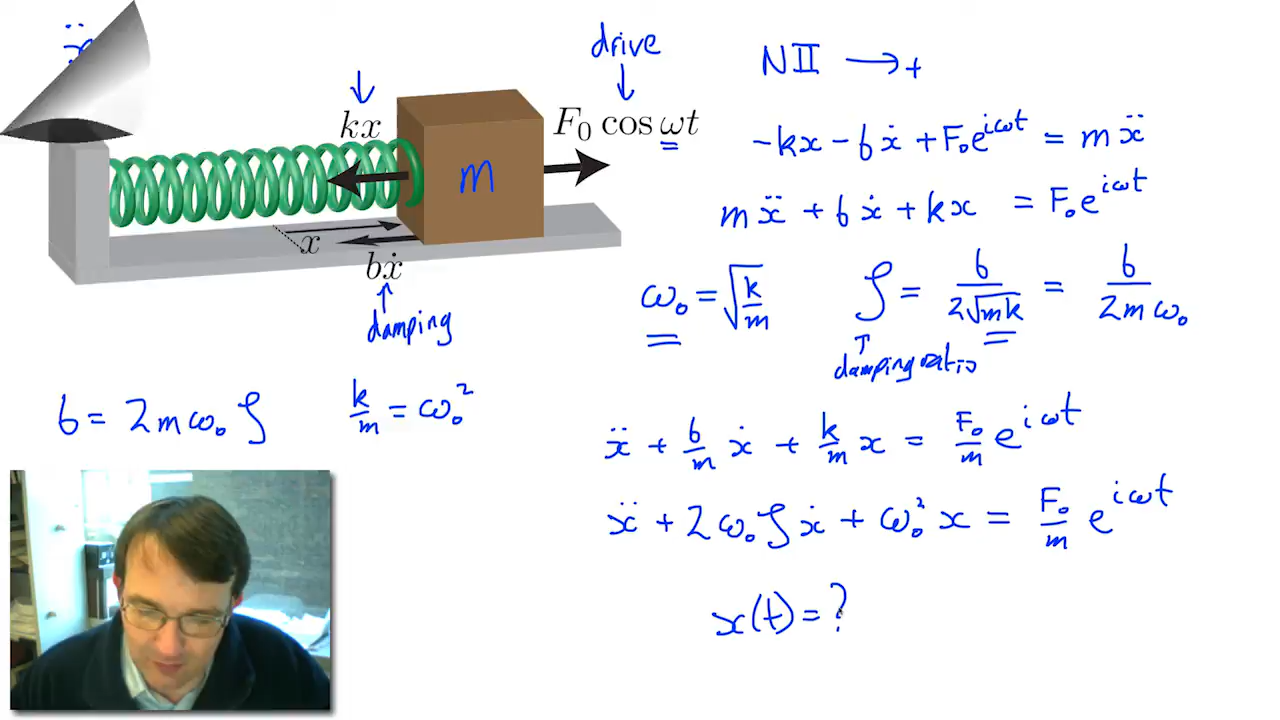 ẍ
drive
kx
F₀ cos ωt
m
x
bẋ
damping
NII ⟶+
-kx - bẋ + F₀e^{iωt} = mẍ
mẍ + bẋ + kx = F₀e^{iωt}
ω₀ = √(k/m)
ζ = b/(2√(mk)) = b/(2mω₀)
damping ratio
b = 2mω₀ζ
k/m = ω₀²
ẍ + b/m ẋ + k/m x = F₀/m e^{iωt}
ẍ + 2ω₀ζẋ + ω₀²x = F₀/m e^{iωt}
x(t) = ?